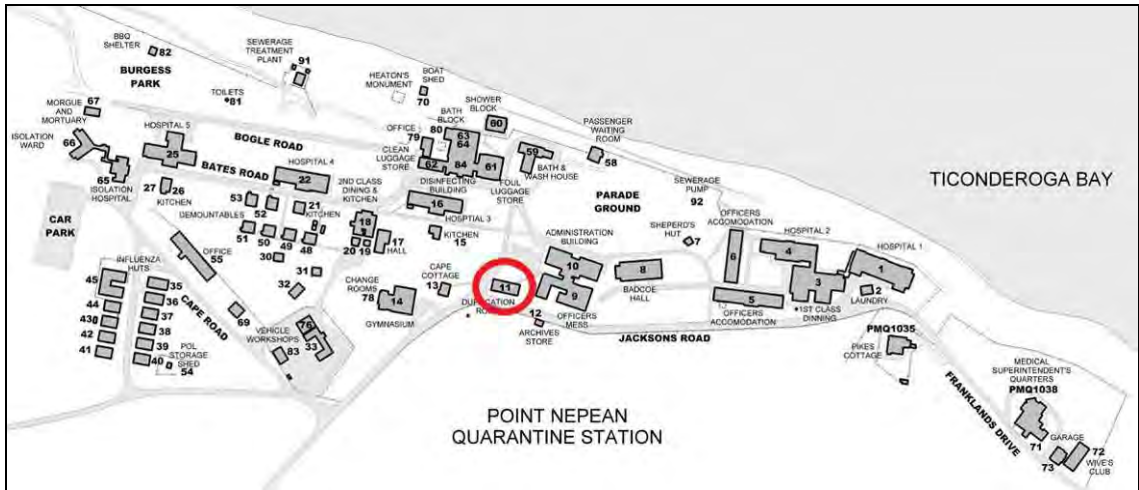 BBQ
SHELTER
82
BURGESS
PARK
SEWERAGE
TREATMENT
PLANT
91
TOILETS
81
HEATON'S
MONUMENT
BOAT
SHED
70
SHOWER
BLOCK
60
MORGUE
AND
MORTUARY
67
ISOLATION
WARD
66
65
ISOLATION
HOSPITAL
HOSPITAL 5
25
BOGLE ROAD
BATES ROAD
27
26
KITCHEN
HOSPITAL 4
22
OFFICE
79
80
BATH
BLOCK
63
64
CLEAN
LUGGAGE
STORE
62
84
61
DISINFECTING
BUILDING
FOUL
LUGGAGE
STORE
59
BATH &
WASH HOUSE
PASSENGER
WAITING
ROOM
58
PARADE
GROUND
SEWERAGE
PUMP
92
TICONDEROGA BAY
CAR
PARK
DEMOUNTABLES
53
52
21
KITCHEN
51
50
49
48
30
31
32
2ND CLASS
DINING &
KITCHEN
18
20
19
17
HALL
16
HOSPTIAL 3
KITCHEN
15
OFFICE
55
INFLUENZA
HUTS
45
44
43
42
41
35
36
37
38
39
40
POL
STORAGE
SHED
54
CAPE ROAD
69
VEHICLE
WORKSHOPS
76
33
83
CHANGE
ROOMS
78
14
GYMNASIUM
CAPE
COTTAGE
13
11
12
ARCHIVES
STORE
ADMINISTRATION
BUILDING
10
9
OFFICERS
MESS
8
BADCOE
HALL
SHEPERD'S
HUT
7
OFFICERS
ACCOMODATION
6
5
OFFICERS
ACCOMODATION
HOSPITAL 2
4
3
1ST CLASS
DINNING
HOSPITAL 1
1
2
LAUNDRY
JACKSONS ROAD
PMQ1035
PIKES
COTTAGE
FRANKLANDS DRIVE
MEDICAL
SUPERINTENDENT'S
QUARTERS
PMQ1038
71
GARAGE
73
72
WIVE'S
CLUB
POINT NEPEAN
QUARANTINE STATION